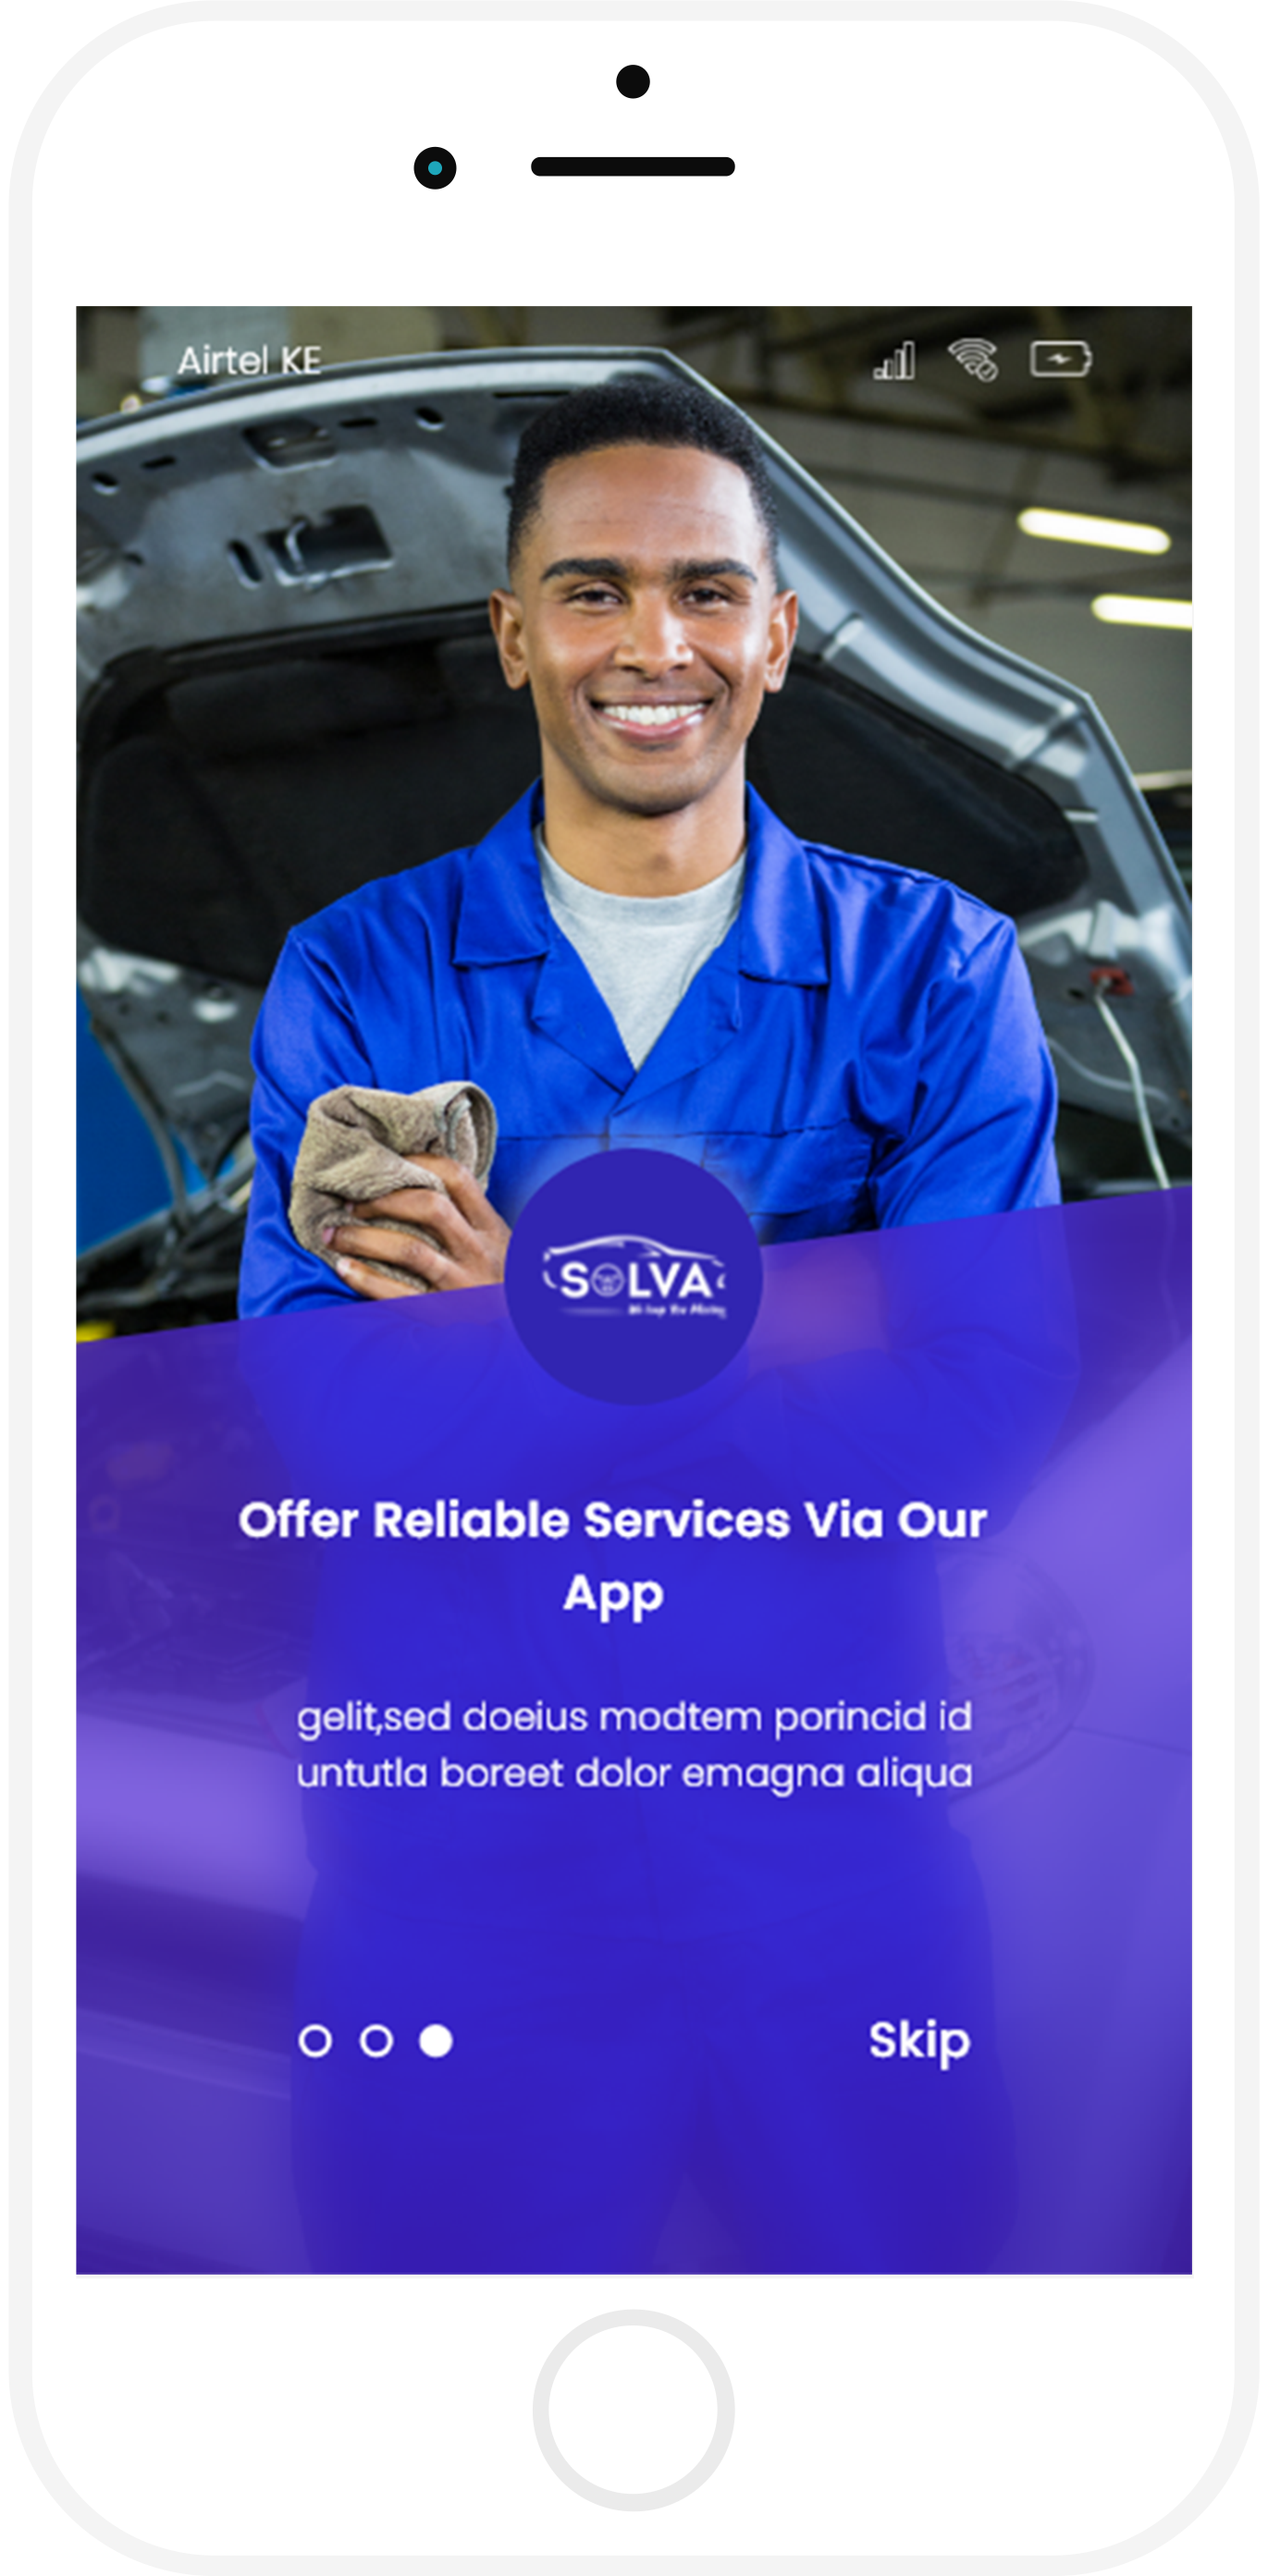 Airtel KE
SOLVA
Offer Reliable Services Via Our
App
gelit,sed doeius modtem porincid id
untutla boreet dolor emagna aliqua
Skip